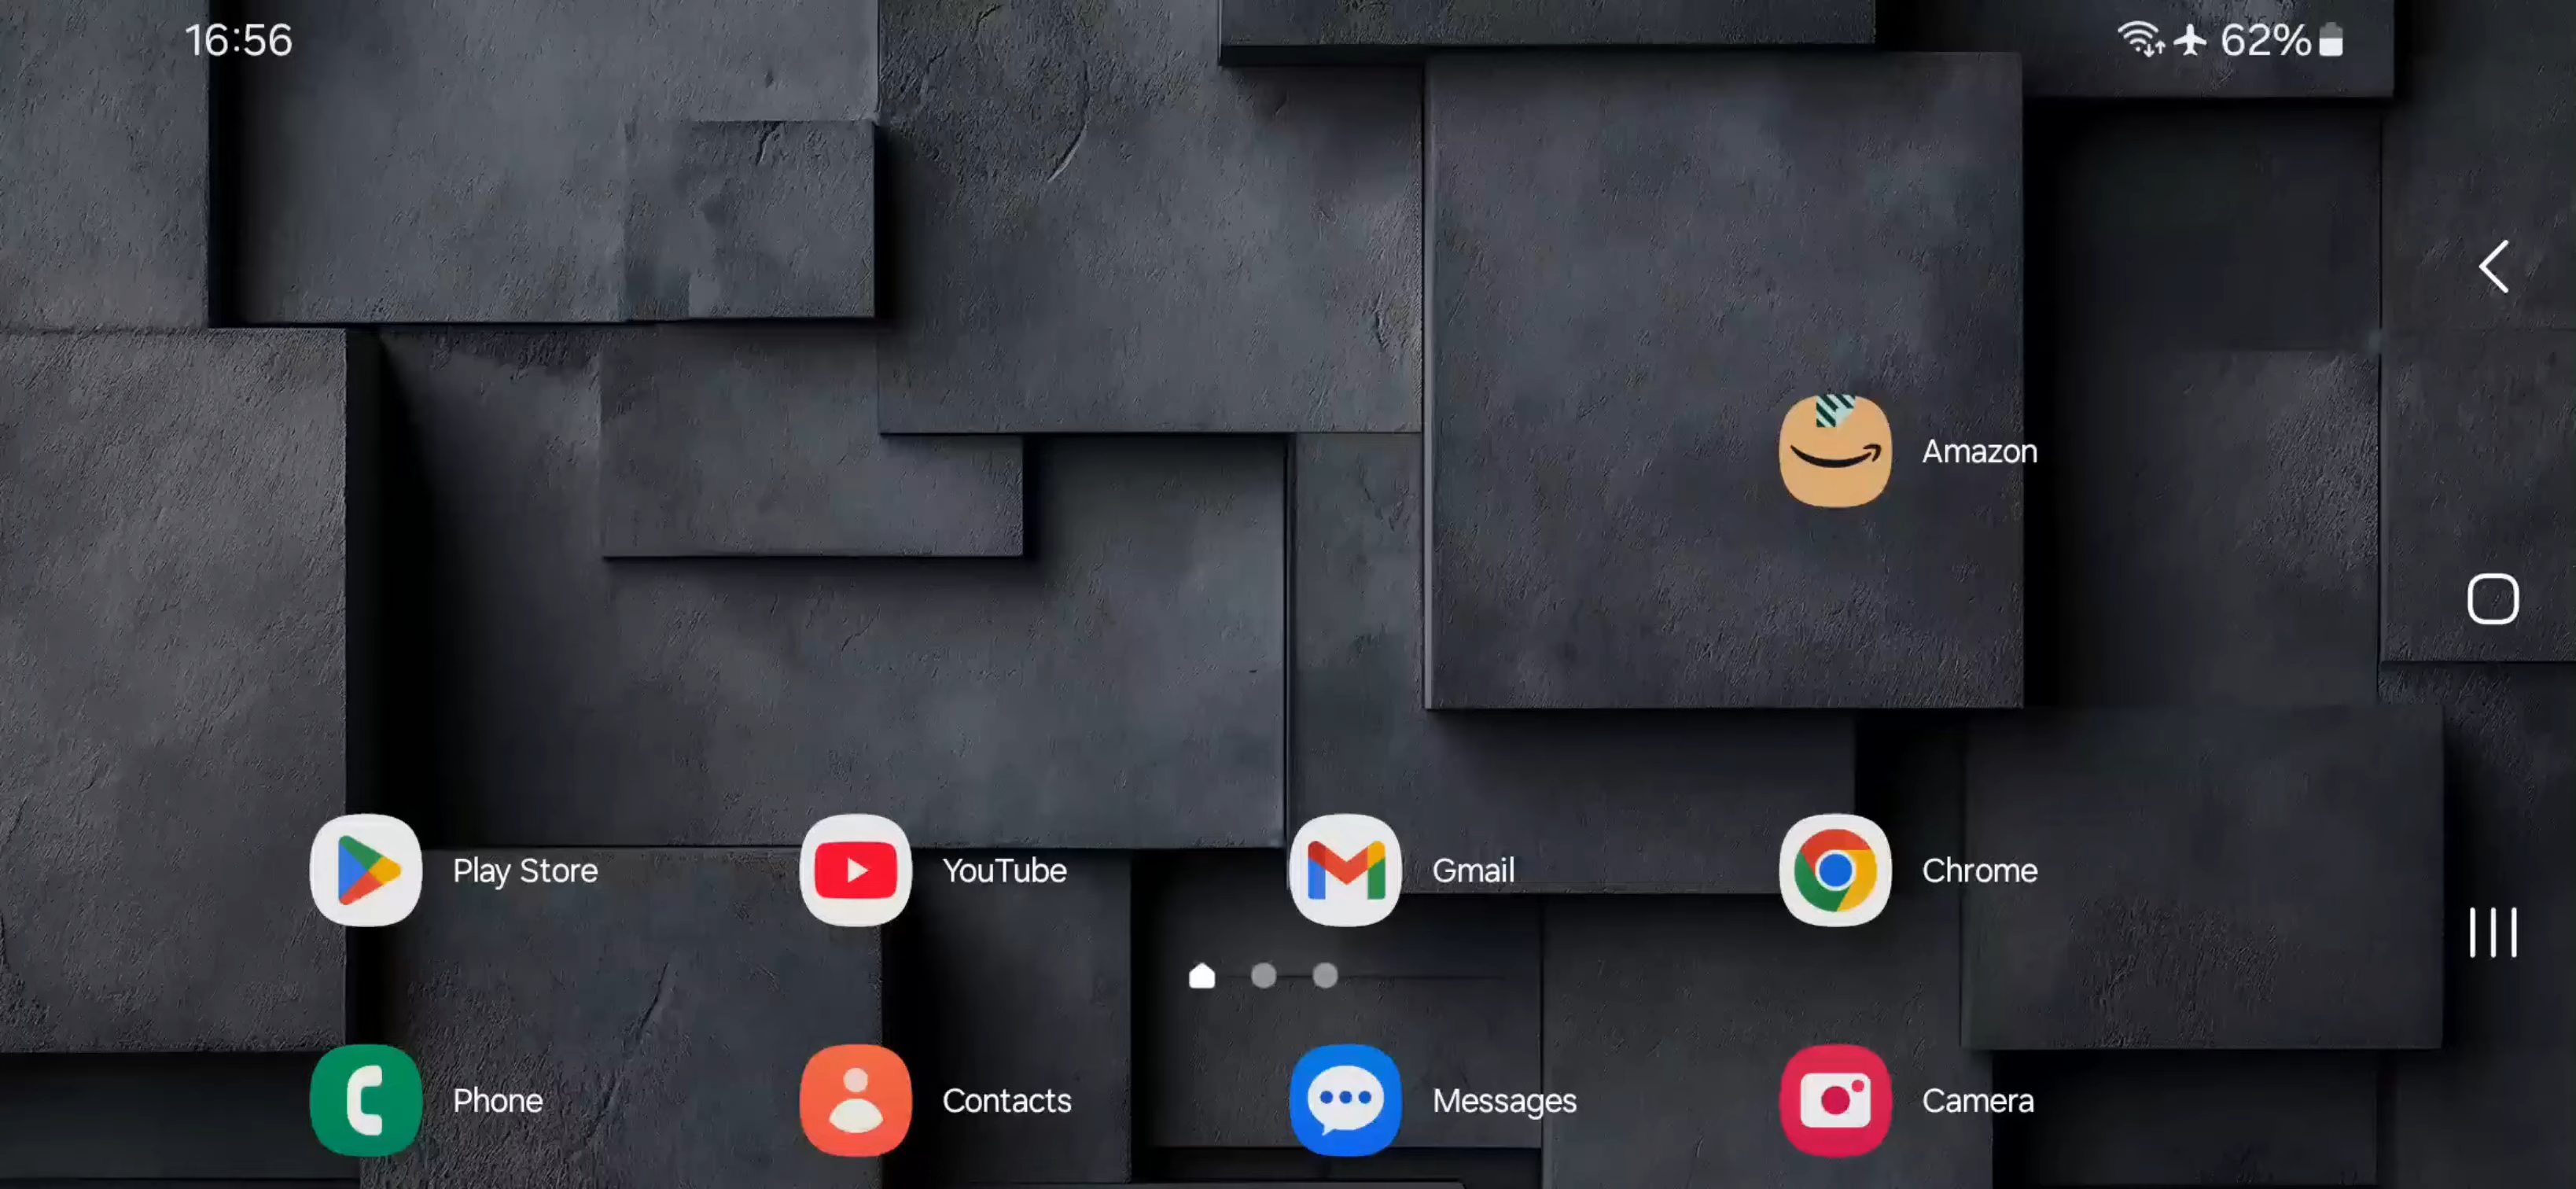 16:56
62%
Amazon
Play Store
YouTube
Gmail
Chrome
Phone
Contacts
Messages
Camera